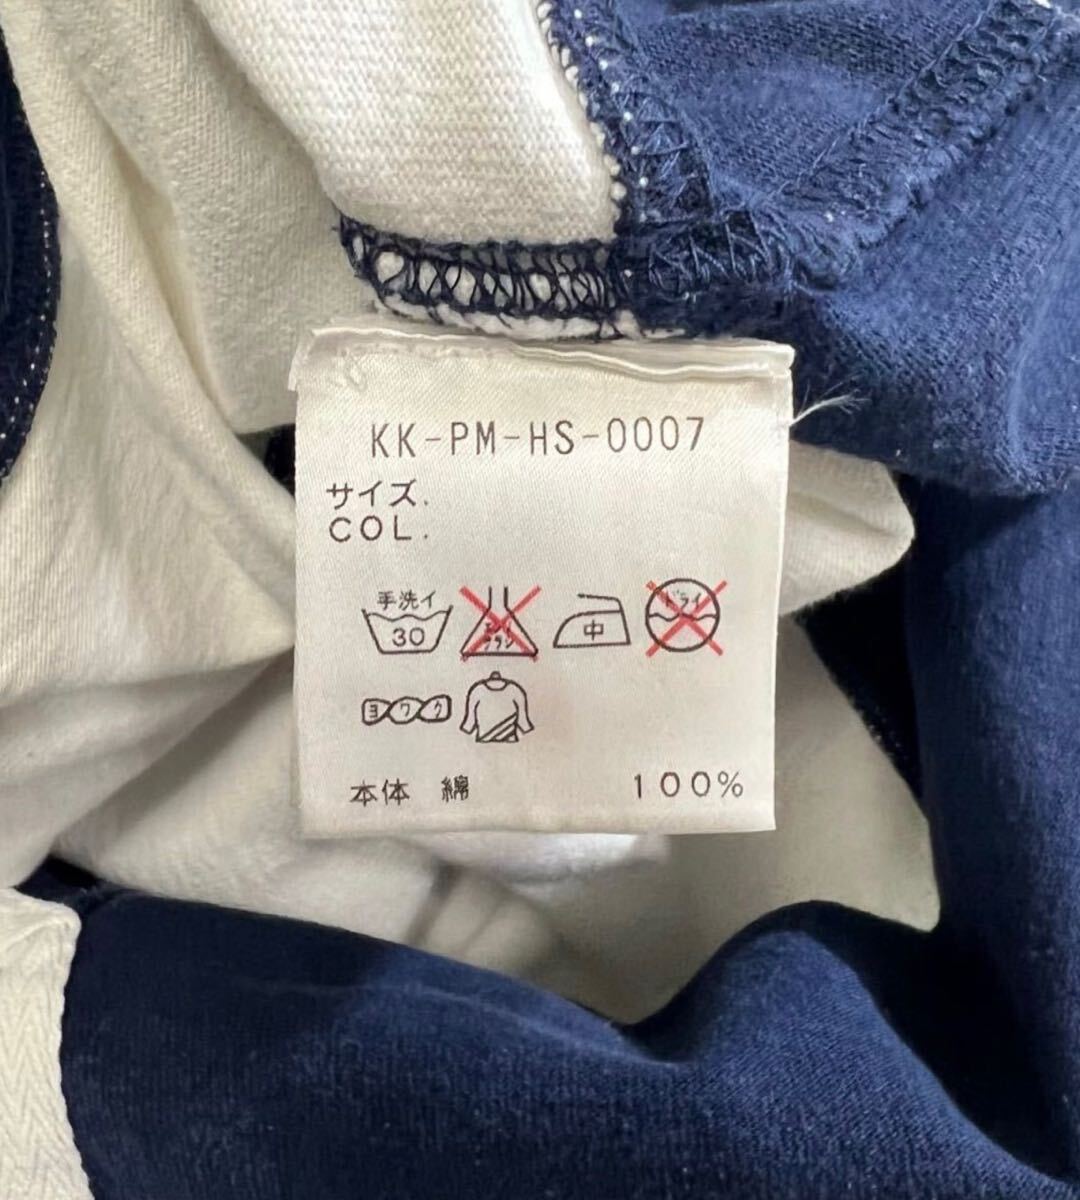 KK-PM-HS-0007
サイズ.
COL.
手洗イ
30
エンソ
サラシ
中
ドライ
ヨワク
本体 綿 100%